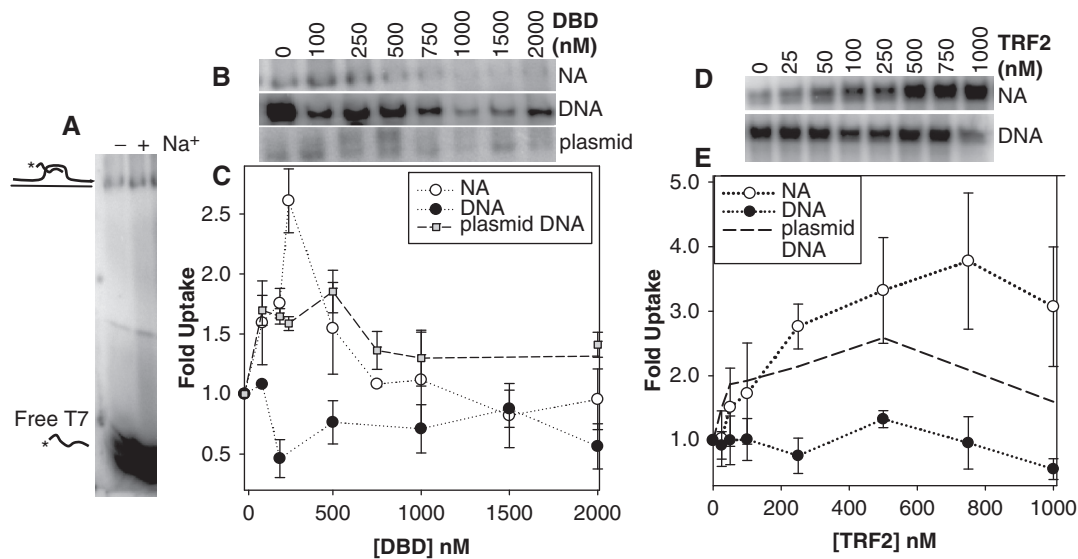 A
– + Na+
*
Free T7
*
B
0 100 250 500 750 1000 1500 2000 DBD (nM)
NA
DNA
plasmid
C
NA
DNA
plasmid DNA
Fold Uptake
2.5
2.0
1.5
1.0
0.5
0 500 1000 1500 2000
[DBD] nM
D
0 25 50 100 250 500 750 1000 TRF2 (nM)
NA
DNA
E
NA
DNA
plasmid
DNA
Fold Uptake
5.0
4.0
3.0
2.0
1.0
0 200 400 600 800 1000
[TRF2] nM